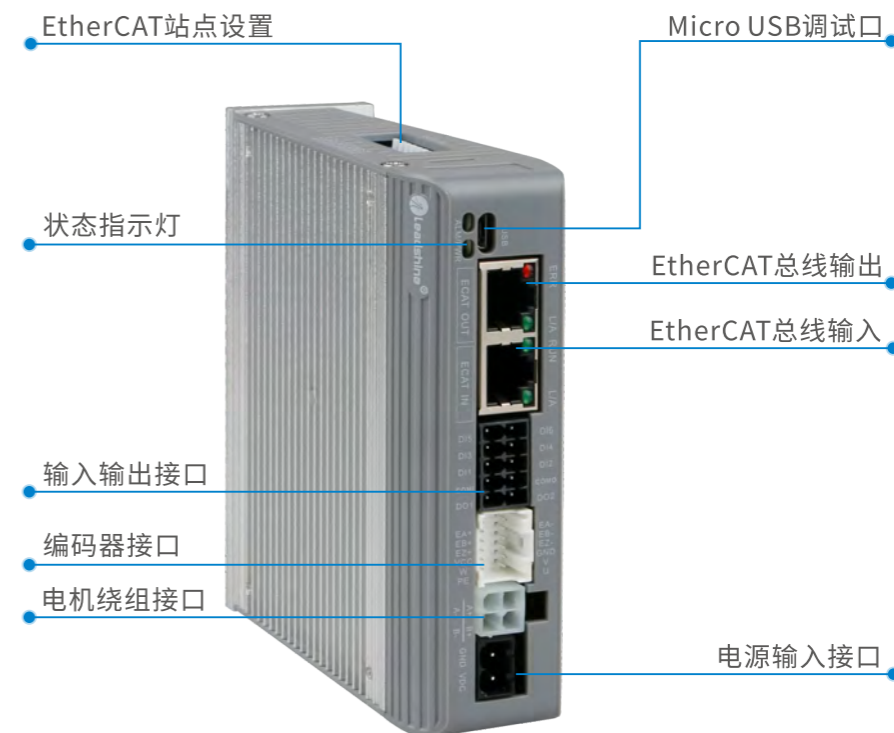 EtherCAT站点设置
Micro USB调试口
状态指示灯
Leadshine
USB
EtherCAT总线输出
ERR
ECAT OUT
L/A
EtherCAT总线输入
RUN
ECAT IN
L/A
DI5 DI6
DI3 DI4
DI1 DI2
输入输出接口
DO1 DO2
编码器接口
EA+ EA-
EB+ EB-
EZ+ EZ-
GND
PE
电机绕组接口
电源输入接口
GND VDC